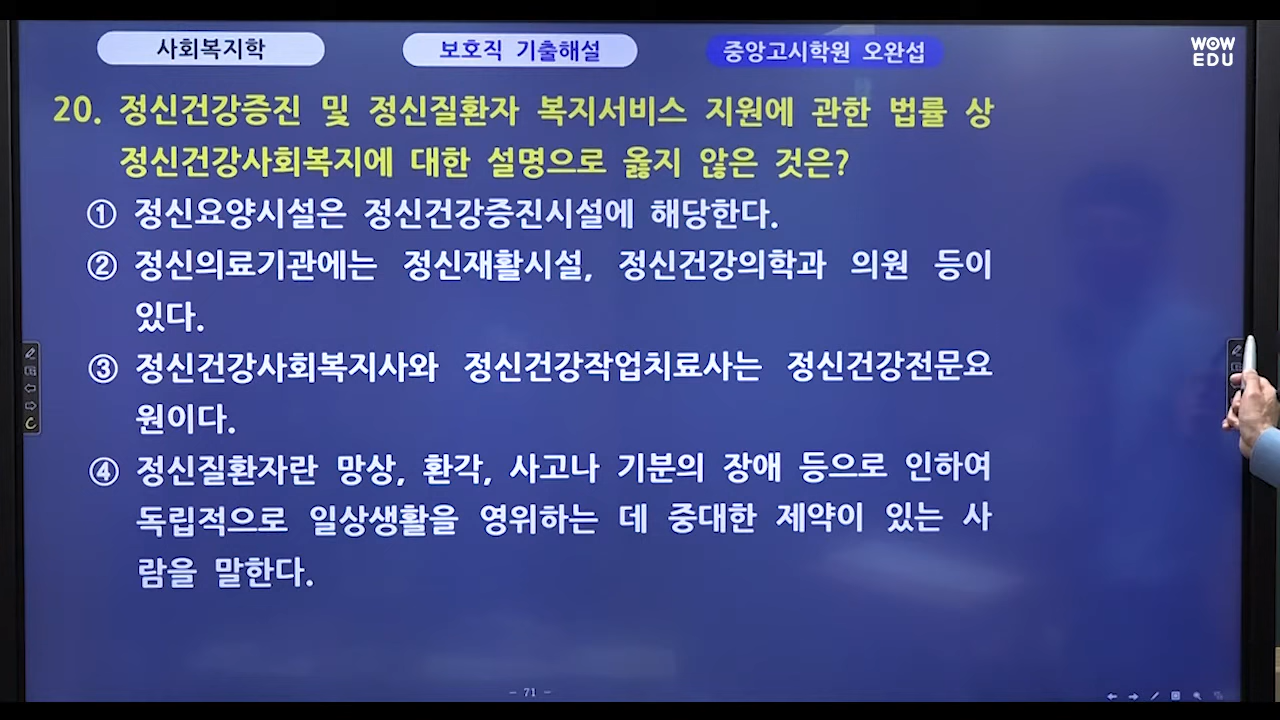 사회복지학
보호직 기출해설
중앙고시학원 오완섭
WOW
EDU
20. 정신건강증진 및 정신질환자 복지서비스 지원에 관한 법률 상
정신건강사회복지에 대한 설명으로 옳지 않은 것은?
① 정신요양시설은 정신건강증진시설에 해당한다.
② 정신의료기관에는 정신재활시설, 정신건강의학과 의원 등이
있다.
③ 정신건강사회복지사와 정신건강작업치료사는 정신건강전문요
원이다.
④ 정신질환자란 망상, 환각, 사고나 기분의 장애 등으로 인하여
독립적으로 일상생활을 영위하는 데 중대한 제약이 있는 사
람을 말한다.
- 71 -